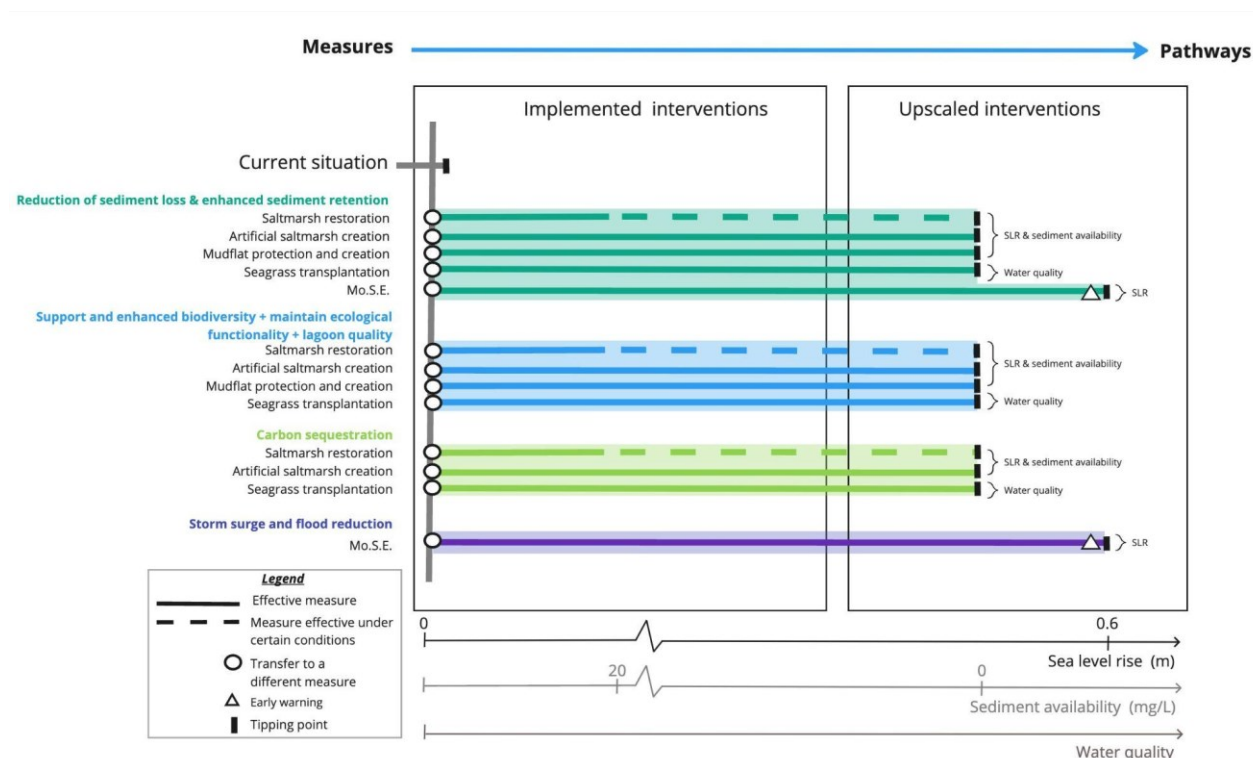 Measures
Pathways
Implemented interventions
Upscaled interventions
Current situation
Reduction of sediment loss & enhanced sediment retention
Saltmarsh restoration
Artificial saltmarsh creation
Mudflat protection and creation
Seagrass transplantation
Mo.S.E.
SLR & sediment availability
Water quality
SLR
Support and enhanced biodiversity + maintain ecological
functionality + lagoon quality
Saltmarsh restoration
Artificial saltmarsh creation
Mudflat protection and creation
Seagrass transplantation
SLR & sediment availability
Water quality
Carbon sequestration
Saltmarsh restoration
Artificial saltmarsh creation
Seagrass transplantation
SLR & sediment availability
Water quality
Storm surge and flood reduction
Mo.S.E.
SLR
Legend
Effective measure
Measure effective under
certain conditions
Transfer to a
different measure
Early warning
Tipping point
0
0.6
Sea level rise (m)
20
0
Sediment availability (mg/L)
Water quality